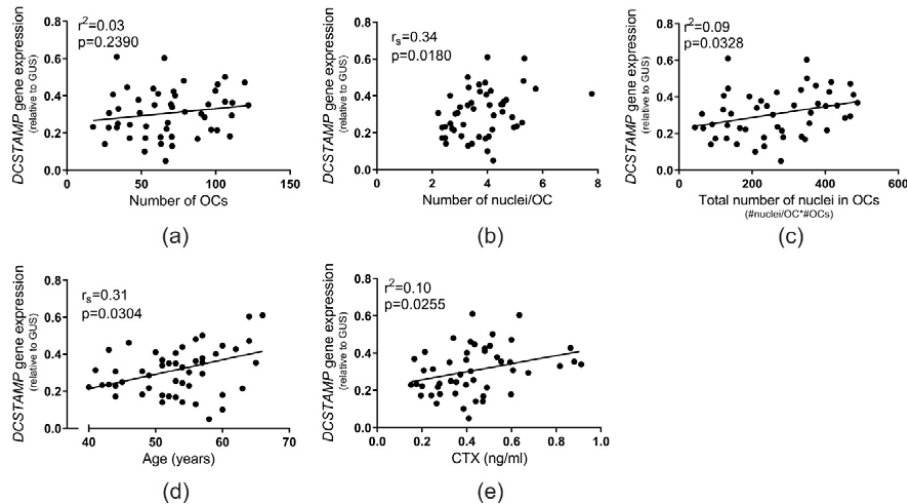 DCSTAMP gene expression
(relative to GUS)
0.8
0.6
0.4
0.2
0.0
r²=0.03
p=0.2390
0
50
100
150
Number of OCs
(a)
DCSTAMP gene expression
(relative to GUS)
0.8
0.6
0.4
0.2
0.0
rs=0.34
p=0.0180
0
2
4
6
8
Number of nuclei/OC
(b)
DCSTAMP gene expression
(relative to GUS)
0.8
0.6
0.4
0.2
0.0
r²=0.09
p=0.0328
0
200
400
600
Total number of nuclei in OCs
(#nuclei/OC*#OCs)
(c)
DCSTAMP gene expression
(relative to GUS)
0.8
0.6
0.4
0.2
0.0
rs=0.31
p=0.0304
40
50
60
70
Age (years)
(d)
DCSTAMP gene expression
(relative to GUS)
0.8
0.6
0.4
0.2
0.0
r²=0.10
p=0.0255
0.0
0.2
0.4
0.6
0.8
1.0
CTX (ng/ml)
(e)